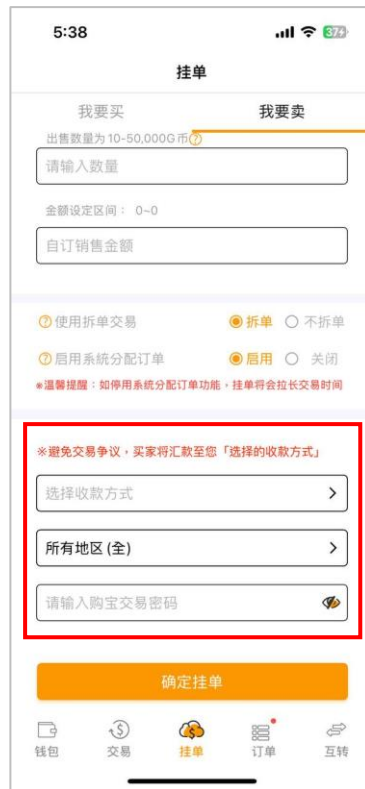 5:38
37
挂单
我要买 我要卖
出售数量为10-50,000G币?
请输入数量
金额设定区间： 0~0
自订销售金额
?使用拆单交易 拆单 不拆单
?启用系统分配订单 启用 关闭
*温馨提醒：如停用系统分配订单功能，挂单将会拉长交易时间
※避免交易争议，买家将汇款至您「选择的收款方式」
选择收款方式
所有地区 (全)
请输入购宝交易密码
确定挂单
钱包 交易 挂单 订单 互转